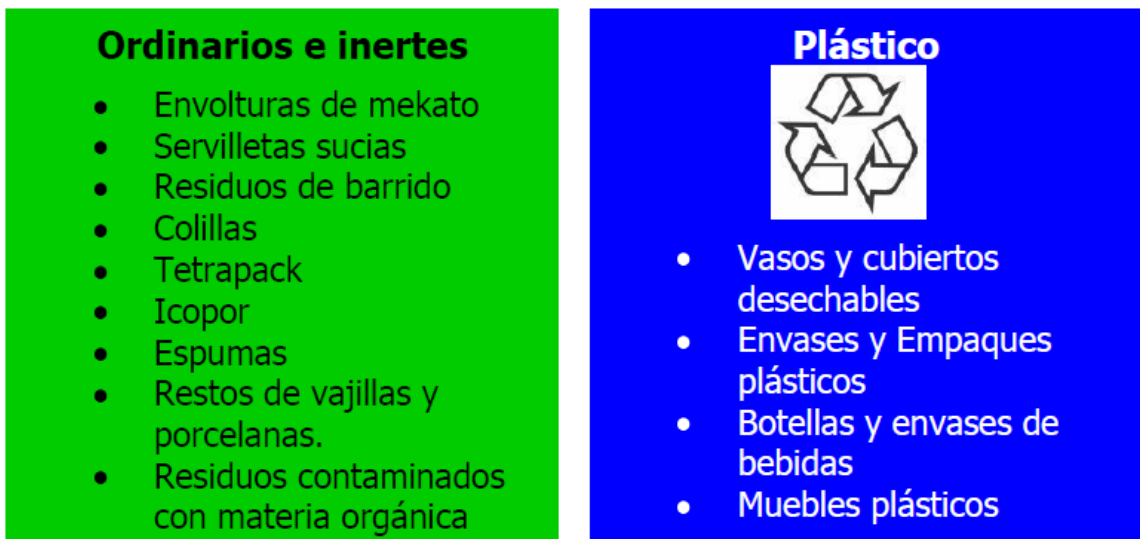 Ordinarios e inertes
• Envolturas de mekato
• Servilletas sucias
• Residuos de barrido
• Colillas
• Tetrapack
• Icopor
• Espumas
• Restos de vajillas y
porcelanas.
• Residuos contaminados
con materia orgánica
Plástico
• Vasos y cubiertos
desechables
• Envases y Empaques
plásticos
• Botellas y envases de
bebidas
• Muebles plásticos